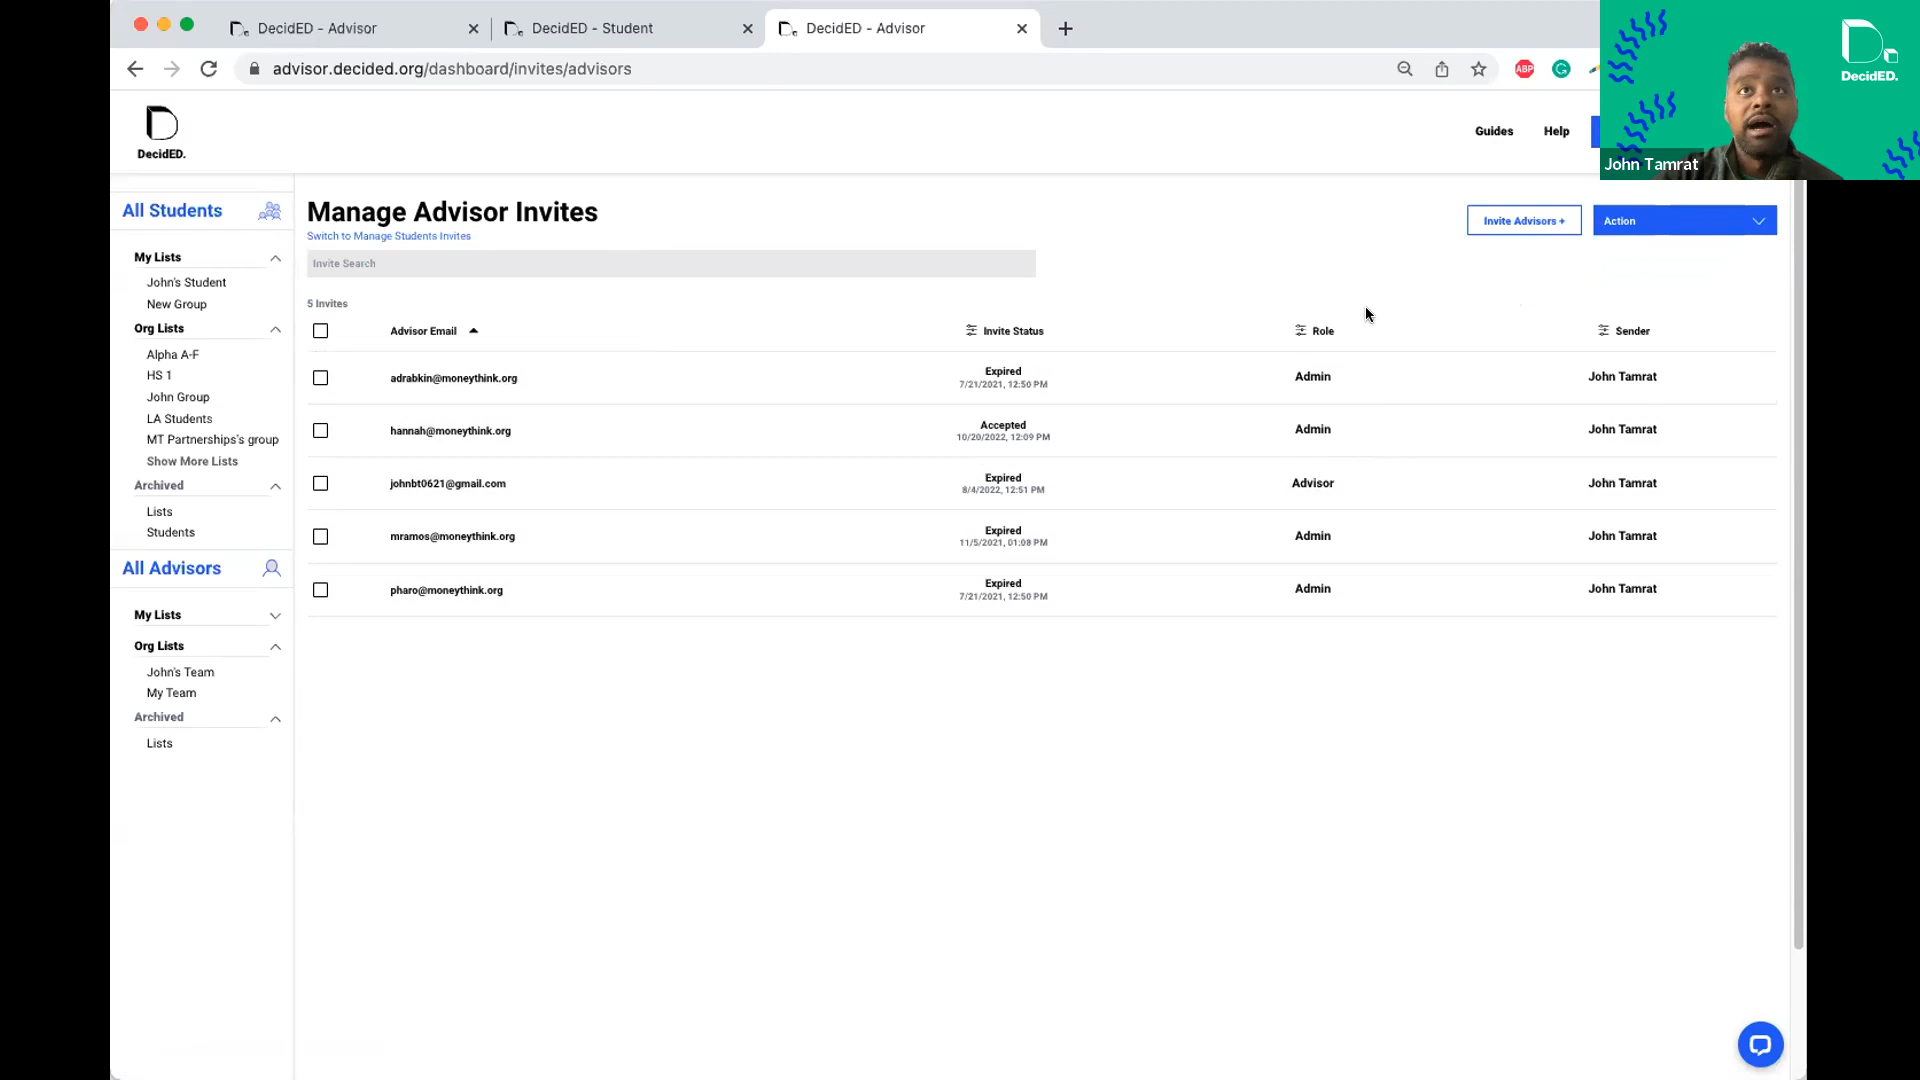 DecidED - Advisor
DecidED - Student
DecidED - Advisor
advisor.decided.org/dashboard/invites/advisors
ABP
G
DecidED.
John Tamrat
DecidED.
Guides
Help
All Students
My Lists
John's Student
New Group
Org Lists
Alpha A-F
HS 1
John Group
LA Students
MT Partnerships's group
Show More Lists
Archived
Lists
Students
All Advisors
My Lists
Org Lists
John's Team
My Team
Archived
Lists
Manage Advisor Invites
Switch to Manage Students Invites
Invite Advisors +
Action
Invite Search
5 Invites
Advisor Email Invite Status Role Sender
adrabkin@moneythink.org Expired Admin John Tamrat
7/21/2021, 12:50 PM
hannah@moneythink.org Accepted Admin John Tamrat
10/20/2022, 12:09 PM
johnbt0621@gmail.com Expired Advisor John Tamrat
8/4/2022, 12:51 PM
mramos@moneythink.org Expired Admin John Tamrat
11/5/2021, 01:08 PM
pharo@moneythink.org Expired Admin John Tamrat
7/21/2021, 12:50 PM